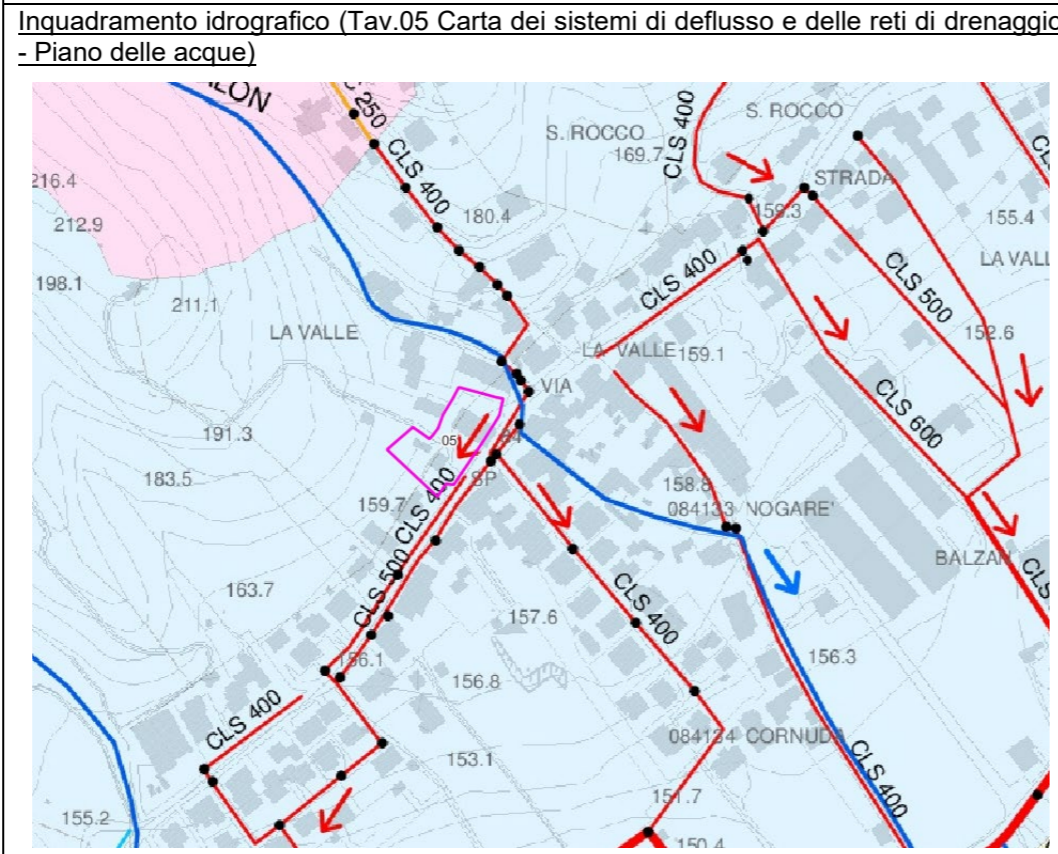 Inquadramento idrografico (Tav.05 Carta dei sistemi di deflusso e delle reti di drenaggio
- Piano delle acque)
250
CLS 400
CLS 400
S. ROCCO
S. ROCCO
169.7
STRADA
216.4
180.4
159.3
155.4
212.9
198.1
LA VALL
CLS 400
CLS 500
211.1
LA VALLE
LA VALLE
159.1
152.6
VIA
CLS 600
191.3
05
183.5
SP
158.8
159.7
CLS 400
084133 NOGARE'
BALZAN
CLS
CLS 500
163.7
157.6
CLS 400
156.3
156.1
156.8
CLS 400
084134 CORNUDA
153.1
CLS 400
151.7
155.2
150.4